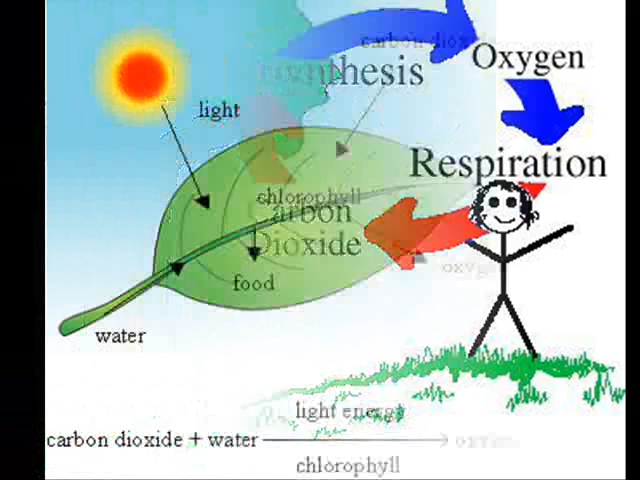 carbon dioxide
Oxygen
light
Respiration
chlorophyll
Carbon
Dioxide
food
water
light energy
carbon dioxide + water
chlorophyll